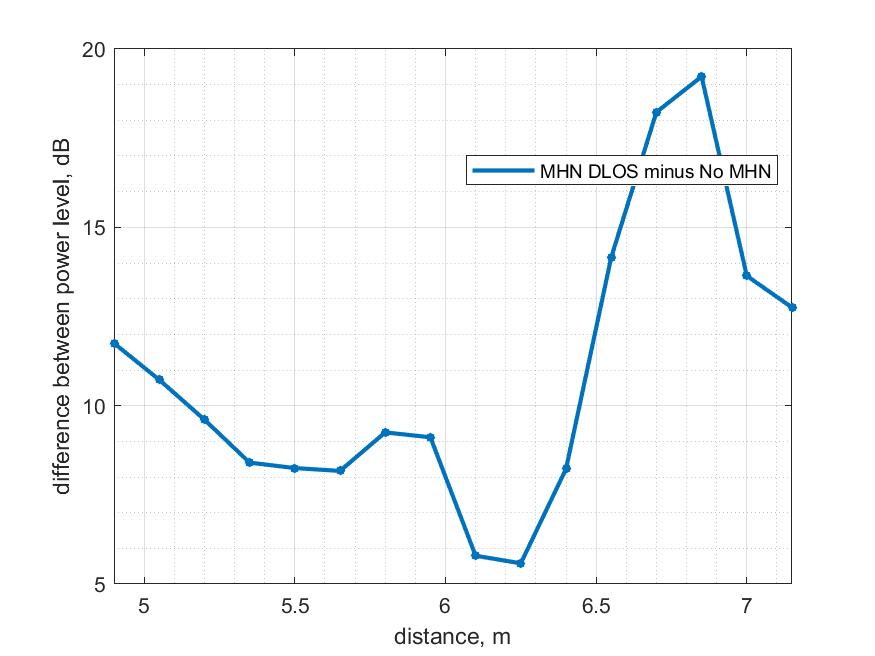 20
15
10
5
difference between power level, dB
MHN DLOS minus No MHN
5 5.5 6 6.5 7
distance, m